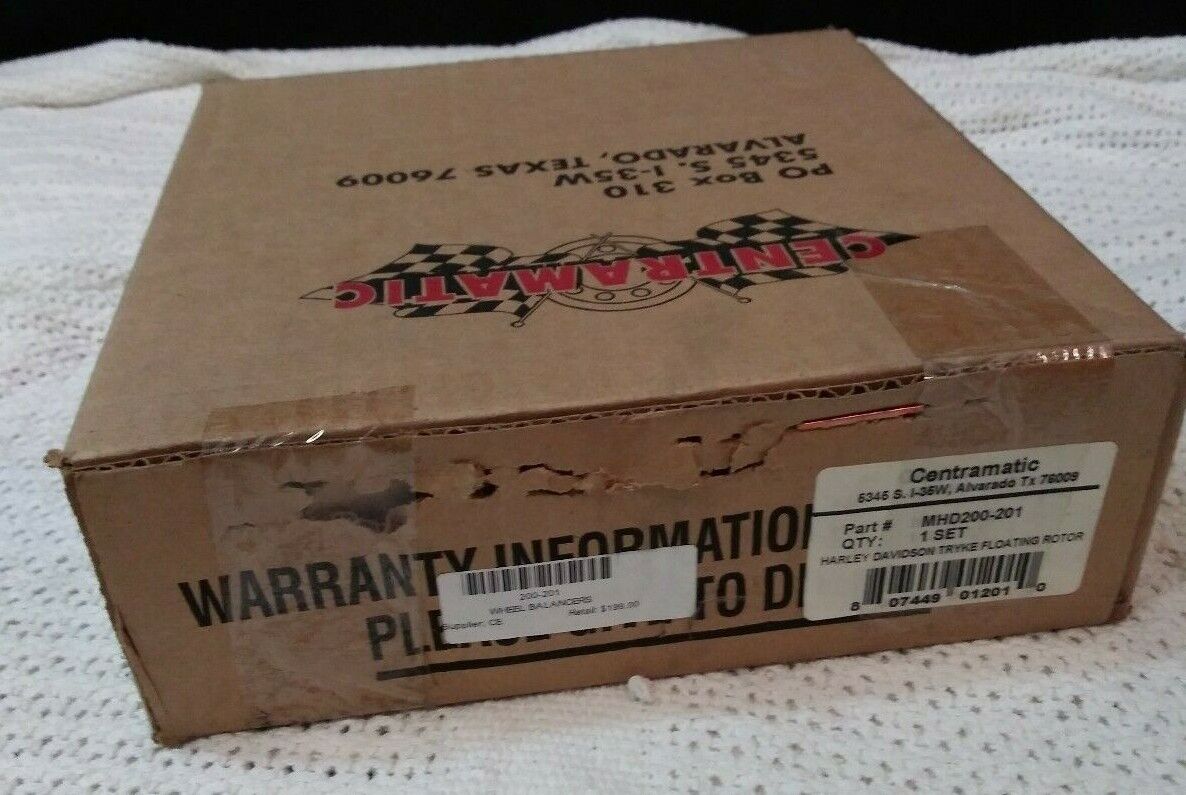 PO Box 310
5345 S. I-35W
ALVARADO, TEXAS 76009
CENTRAMATIC
WARRANTY INFORMATION
PLEASE TO
200-201
WHEEL BALANCERS
Supplier: CE Retail: $199.00
Centramatic
5345 S. I-35W, Alvarado Tx 76009
Part # MHD200-201
QTY: 1 SET
HARLEY DAVIDSON TRYKE FLOATING ROTOR
8 07449 01201 0